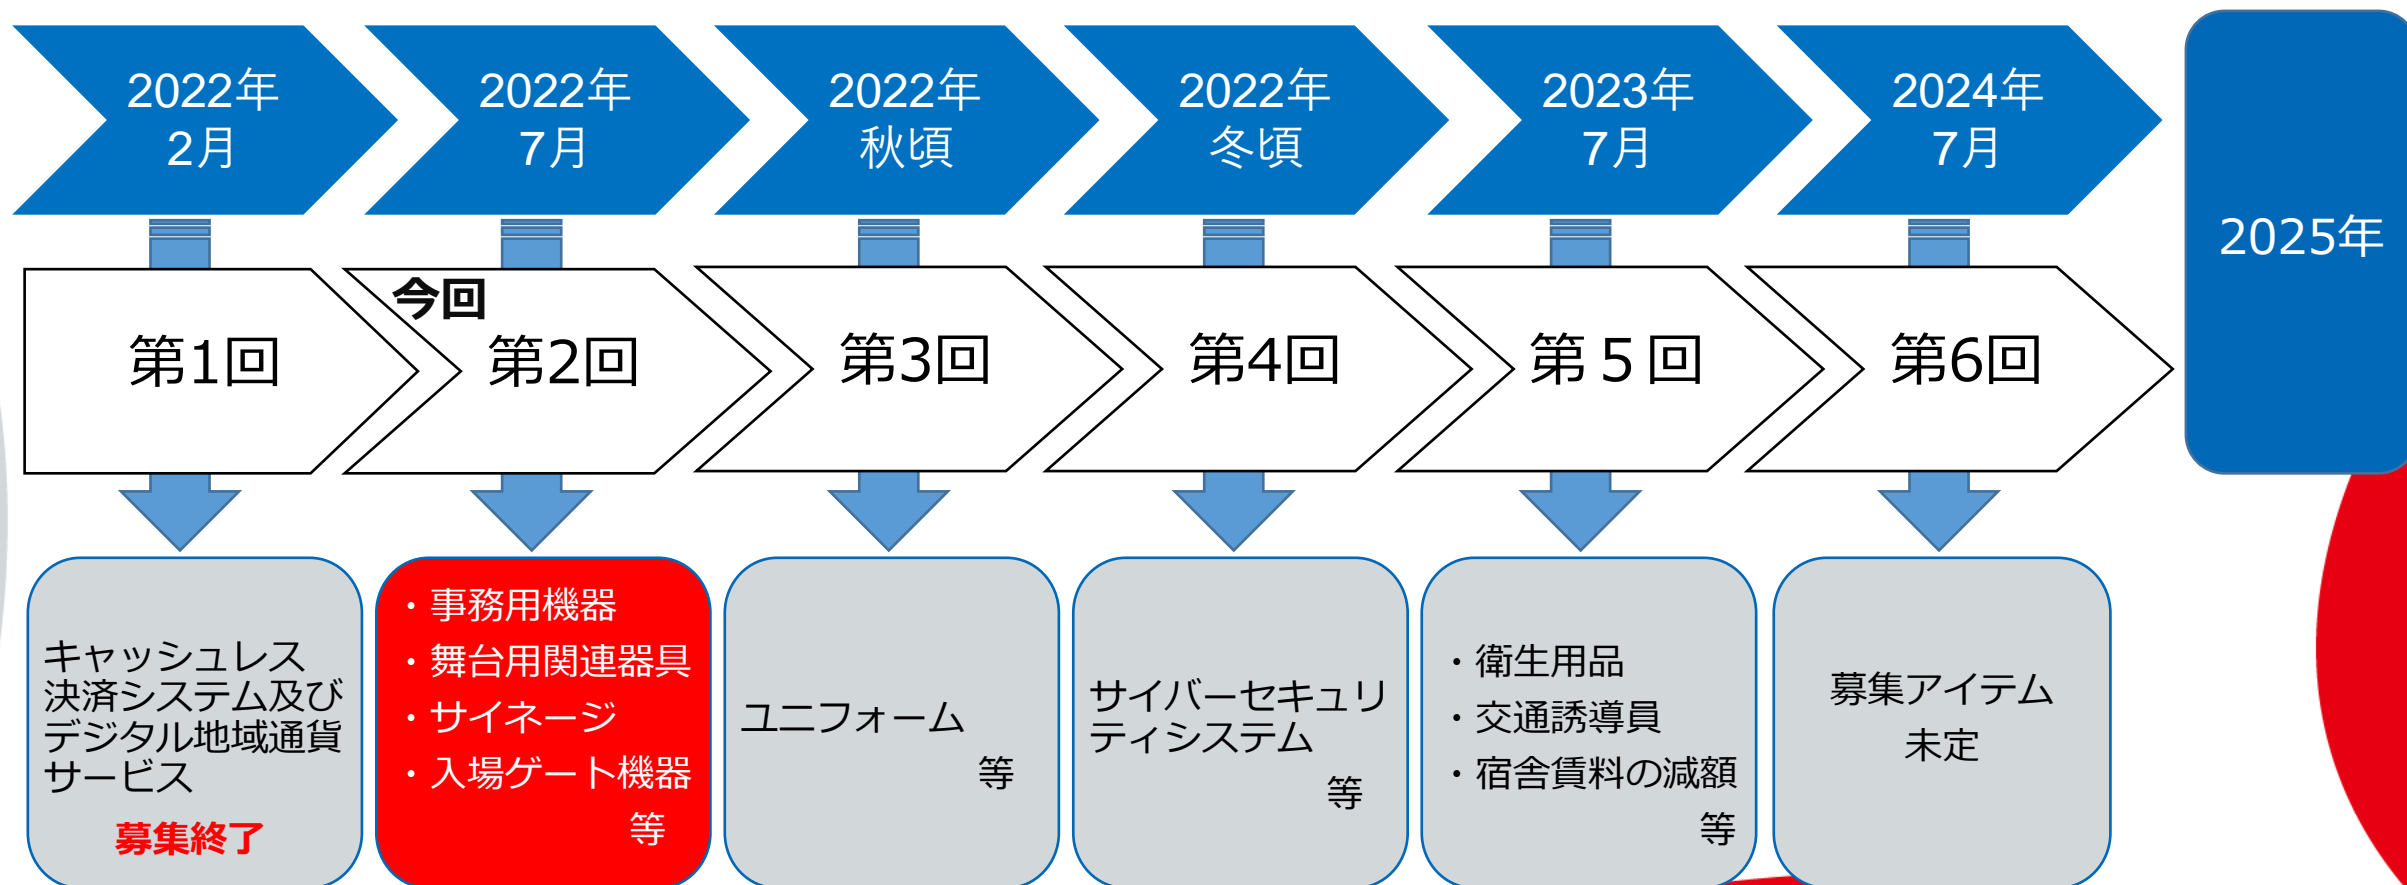 2022年
2月
2022年
7月
2022年
秋頃
2022年
冬頃
2023年
7月
2024年
7月
2025年
第1回
今回
第2回
第3回
第4回
第５回
第6回
キャッシュレス
決済システム及び
デジタル地域通貨
サービス
募集終了
・事務用機器
・舞台用関連器具
・サイネージ
・入場ゲート機器
等
ユニフォーム
等
サイバーセキュリ
ティシステム
等
・衛生用品
・交通誘導員
・宿舎賃料の減額
等
募集アイテム
未定